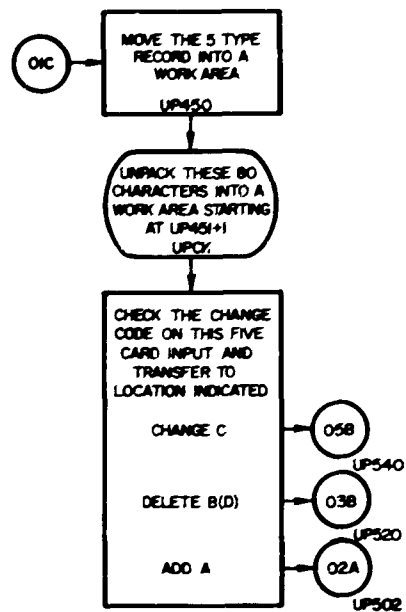 01C
MOVE THE 5 TYPE
RECORD INTO A
WORK AREA
UP450
UNPACK THESE 80
CHARACTERS INTO A
WORK AREA STARTING
AT UP451+1
UPC%
CHECK THE CHANGE
CODE ON THIS FIVE
CARD INPUT AND
TRANSFER TO
LOCATION INDICATED
CHANGE C
05B
UP540
DELETE B(D)
03B
UP520
ADD A
02A
UP502